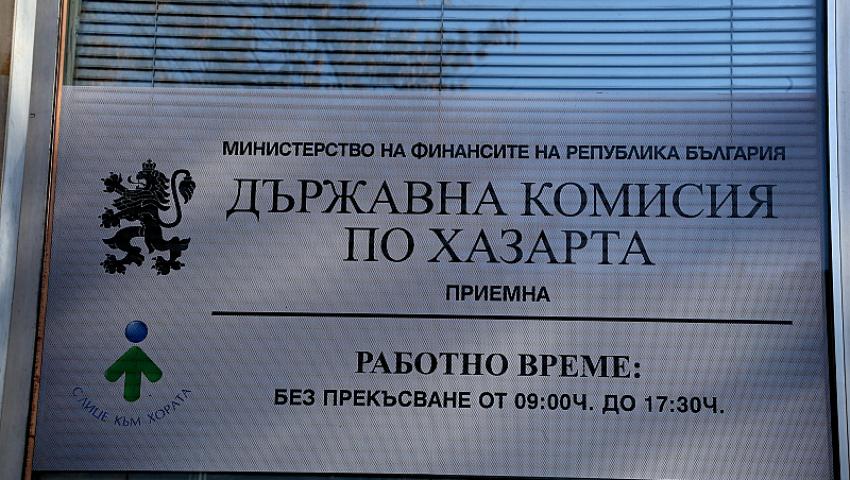 МИНИСТЕРСТВО НА ФИНАНСИТЕ НА РЕПУБЛИКА БЪЛГАРИЯ
ДЪРЖАВНА КОМИСИЯ
ПО ХАЗАРТА
ПРИЕМНА
РАБОТНО ВРЕМЕ:
БЕЗ ПРЕКЪСВАНЕ ОТ 09:00Ч. ДО 17:30Ч.
С ЛИЦЕ КЪМ ХОРАТА